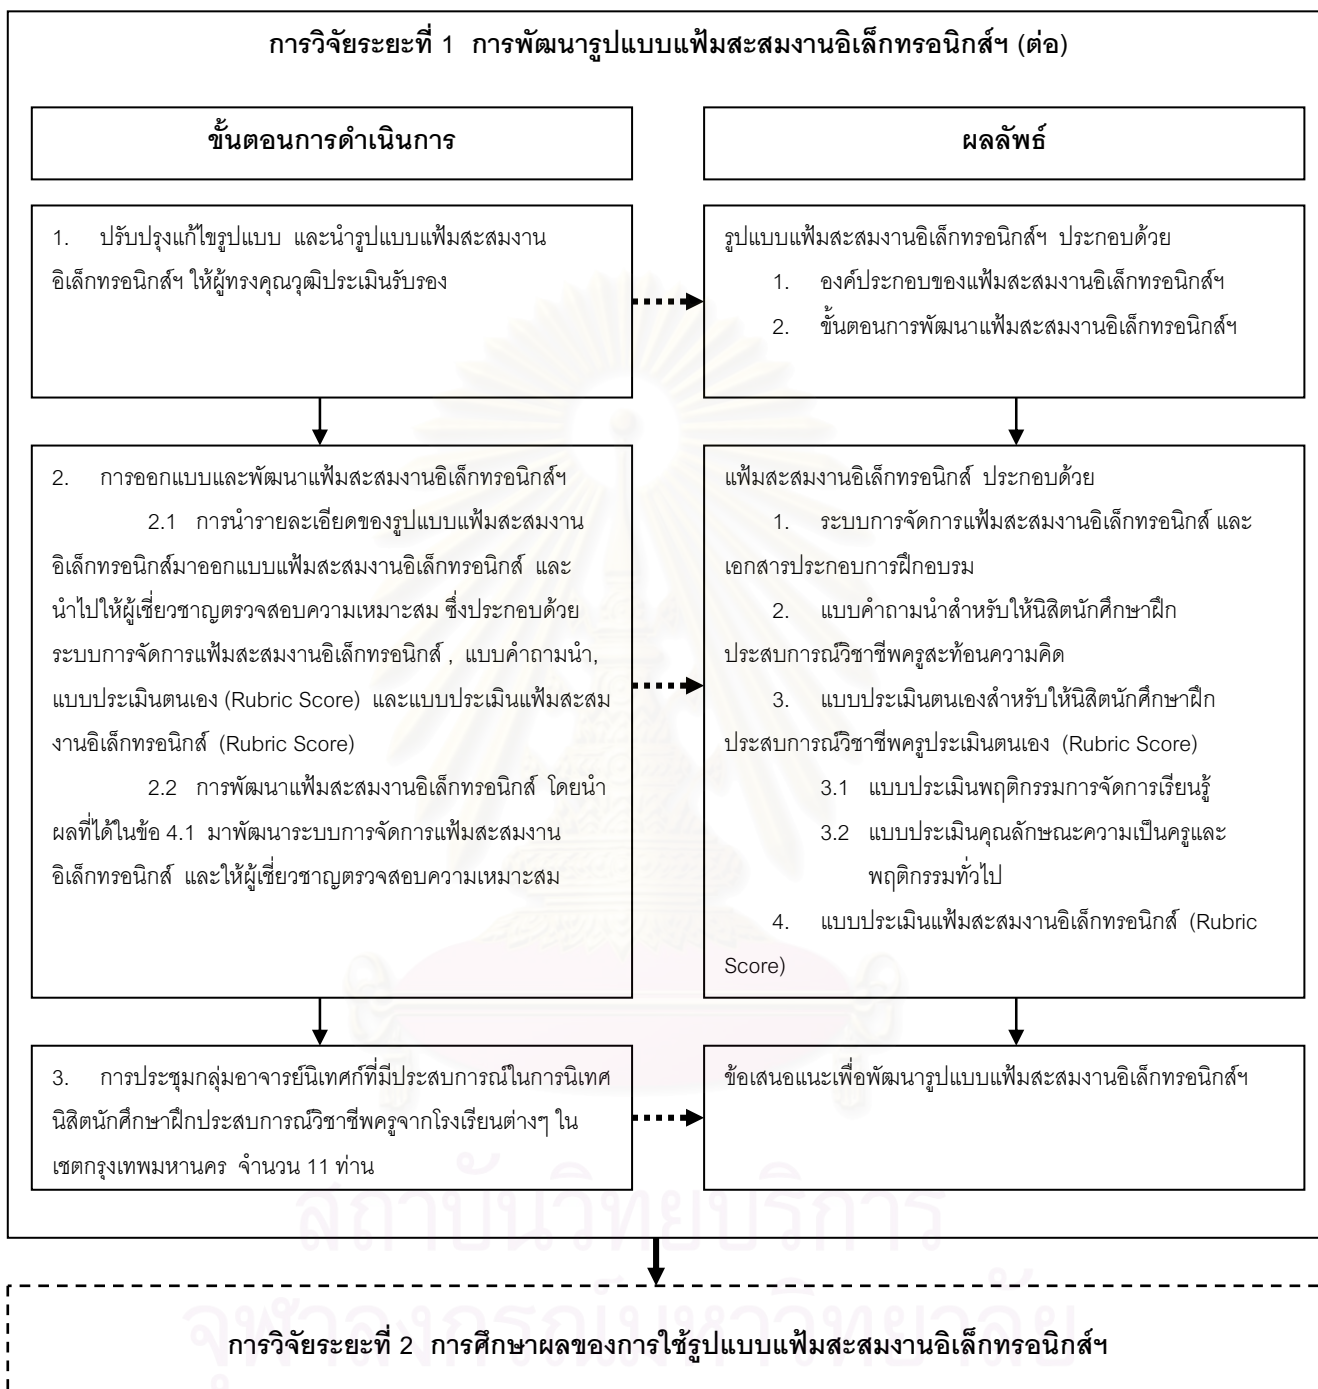 การวิจัยระยะที่ 1 การพัฒนารูปแบบแฟ้มสะสมงานอิเล็กทรอนิกส์ฯ (ต่อ)
ขั้นตอนการดำเนินการ
ผลลัพธ์
1. ปรับปรุงแก้ไขรูปแบบ และนำรูปแบบแฟ้มสะสมงาน
อิเล็กทรอนิกส์ฯ ให้ผู้ทรงคุณวุฒิประเมินรับรอง
รูปแบบแฟ้มสะสมงานอิเล็กทรอนิกส์ฯ ประกอบด้วย
1. องค์ประกอบของแฟ้มสะสมงานอิเล็กทรอนิกส์ฯ
2. ขั้นตอนการพัฒนาแฟ้มสะสมงานอิเล็กทรอนิกส์ฯ
2. การออกแบบและพัฒนาแฟ้มสะสมงานอิเล็กทรอนิกส์ฯ
2.1 การนำรายละเอียดของรูปแบบแฟ้มสะสมงาน
อิเล็กทรอนิกส์มาออกแบบแฟ้มสะสมงานอิเล็กทรอนิกส์ และ
นำไปให้ผู้เชี่ยวชาญตรวจสอบความเหมาะสม ซึ่งประกอบด้วย
ระบบการจัดการแฟ้มสะสมงานอิเล็กทรอนิกส์ , แบบคำถามนำ,
แบบประเมินตนเอง (Rubric Score) และแบบประเมินแฟ้มสะสม
งานอิเล็กทรอนิกส์ (Rubric Score)
2.2 การพัฒนาแฟ้มสะสมงานอิเล็กทรอนิกส์ โดยนำ
ผลที่ได้ในข้อ 4.1 มาพัฒนาระบบการจัดการแฟ้มสะสมงาน
อิเล็กทรอนิกส์ และให้ผู้เชี่ยวชาญตรวจสอบความเหมาะสม
แฟ้มสะสมงานอิเล็กทรอนิกส์ ประกอบด้วย
1. ระบบการจัดการแฟ้มสะสมงานอิเล็กทรอนิกส์ และ
เอกสารประกอบการฝึกอบรม
2. แบบคำถามนำสำหรับให้นิสิตนักศึกษาฝึก
ประสบการณ์วิชาชีพครูสะท้อนความคิด
3. แบบประเมินตนเองสำหรับให้นิสิตนักศึกษาฝึก
ประสบการณ์วิชาชีพครูประเมินตนเอง (Rubric Score)
3.1 แบบประเมินพฤติกรรมการจัดการเรียนรู้
3.2 แบบประเมินคุณลักษณะความเป็นครูและ
พฤติกรรมทั่วไป
4. แบบประเมินแฟ้มสะสมงานอิเล็กทรอนิกส์ (Rubric
Score)
3. การประชุมกลุ่มอาจารย์นิเทศก์ที่มีประสบการณ์ในการนิเทศ
นิสิตนักศึกษาฝึกประสบการณ์วิชาชีพครูจากโรงเรียนต่างๆ ใน
เชตกรุงเทพมหานคร จำนวน 11 ท่าน
ข้อเสนอแนะเพื่อพัฒนารูปแบบแฟ้มสะสมงานอิเล็กทรอนิกส์ฯ
สถาบันวิทยบริการ
จุฬาลงกรณ์มหาวิทยาลัย
การวิจัยระยะที่ 2 การศึกษาผลของการใช้รูปแบบแฟ้มสะสมงานอิเล็กทรอนิกส์ฯ